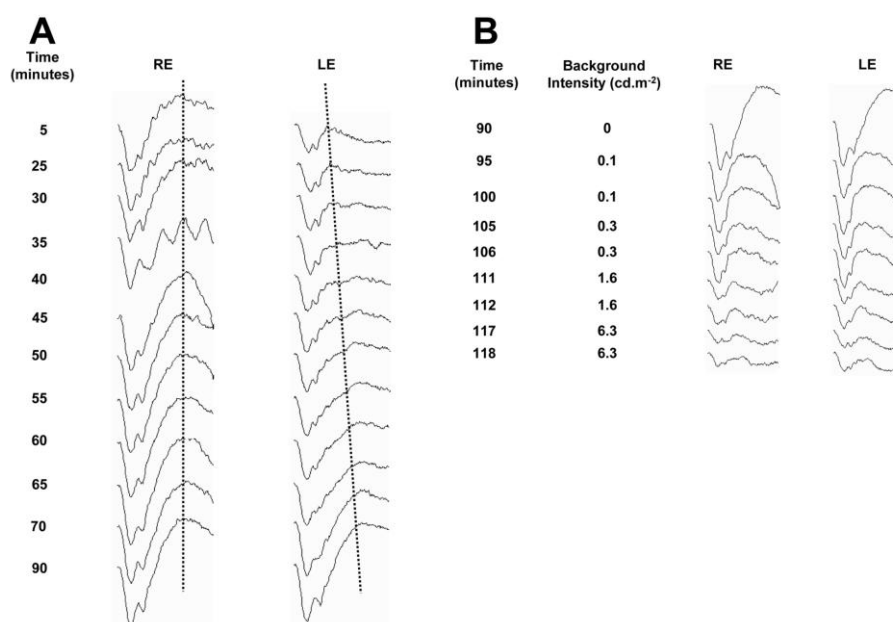 A
Time
(minutes)
RE
LE
5
25
30
35
40
45
50
55
60
65
70
90
B
Time
(minutes)
Background
Intensity (cd.m-2)
RE
LE
90 0
95 0.1
100 0.1
105 0.3
106 0.3
111 1.6
112 1.6
117 6.3
118 6.3